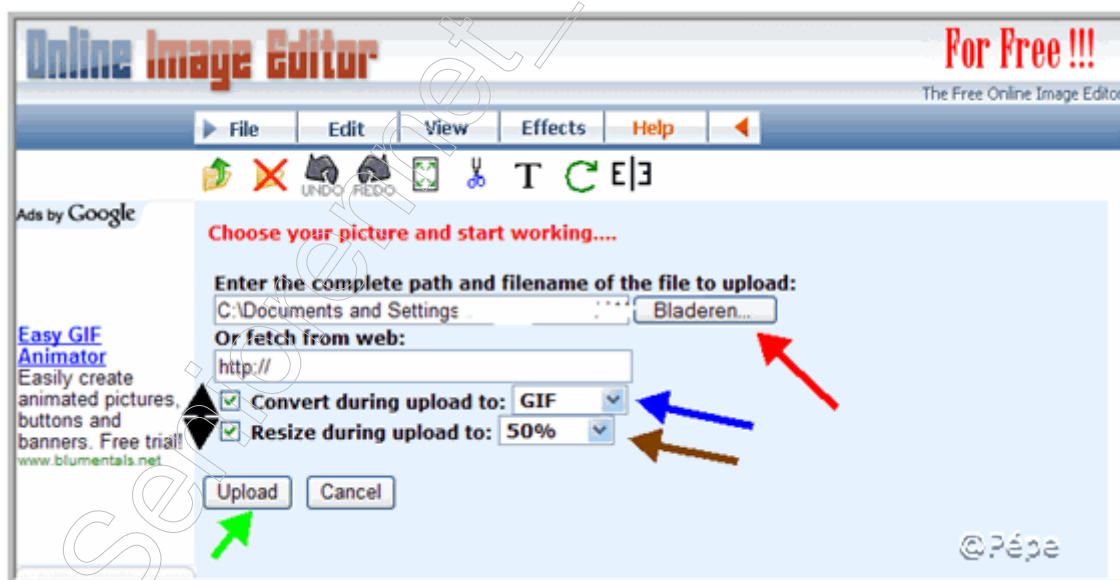 Online Image Editor
For Free !!!
The Free Online Image Editor
File Edit View Effects Help
UNDO REDO T E|Ǝ
Ads by Google
Choose your picture and start working....
Enter the complete path and filename of the file to upload:
C:\Documents and Settings
Bladeren...
Or fetch from web:
http://
Convert during upload to: GIF
Resize during upload to: 50%
Upload Cancel
Easy GIF
Animator
Easily create
animated pictures,
buttons and
banners. Free trial!
www.blumentals.net
©Pépe